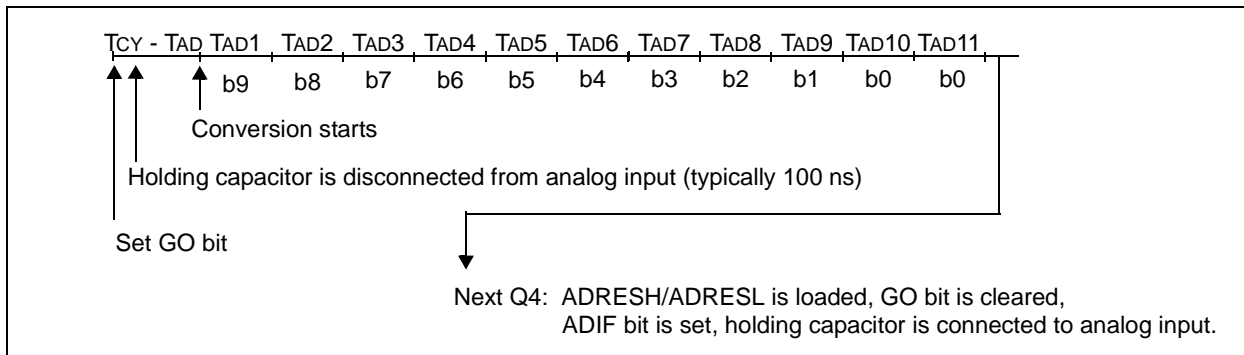 TCY - TAD TAD1 TAD2 TAD3 TAD4 TAD5 TAD6 TAD7 TAD8 TAD9 TAD10 TAD11
b9 b8 b7 b6 b5 b4 b3 b2 b1 b0 b0
Conversion starts
Holding capacitor is disconnected from analog input (typically 100 ns)
Set GO bit
Next Q4: ADRESH/ADRESL is loaded, GO bit is cleared,
ADIF bit is set, holding capacitor is connected to analog input.